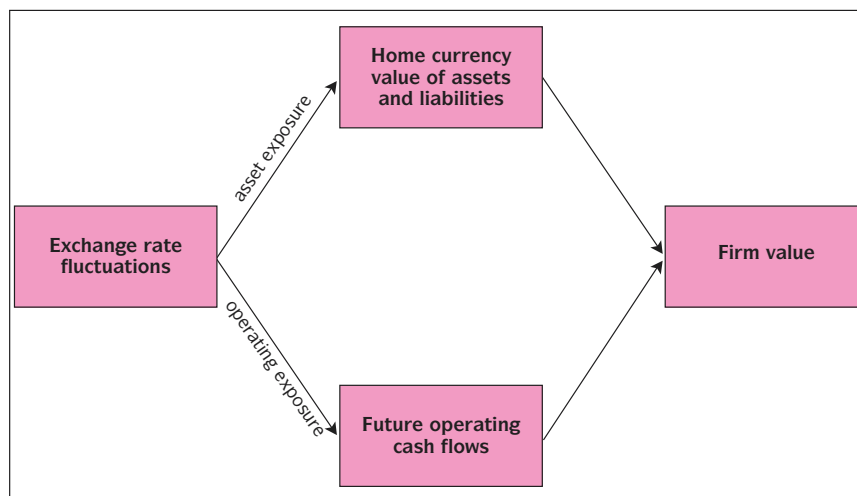 Home currency
value of assets
and liabilities
asset exposure
Exchange rate
fluctuations
Firm value
operating exposure
Future operating
cash flows